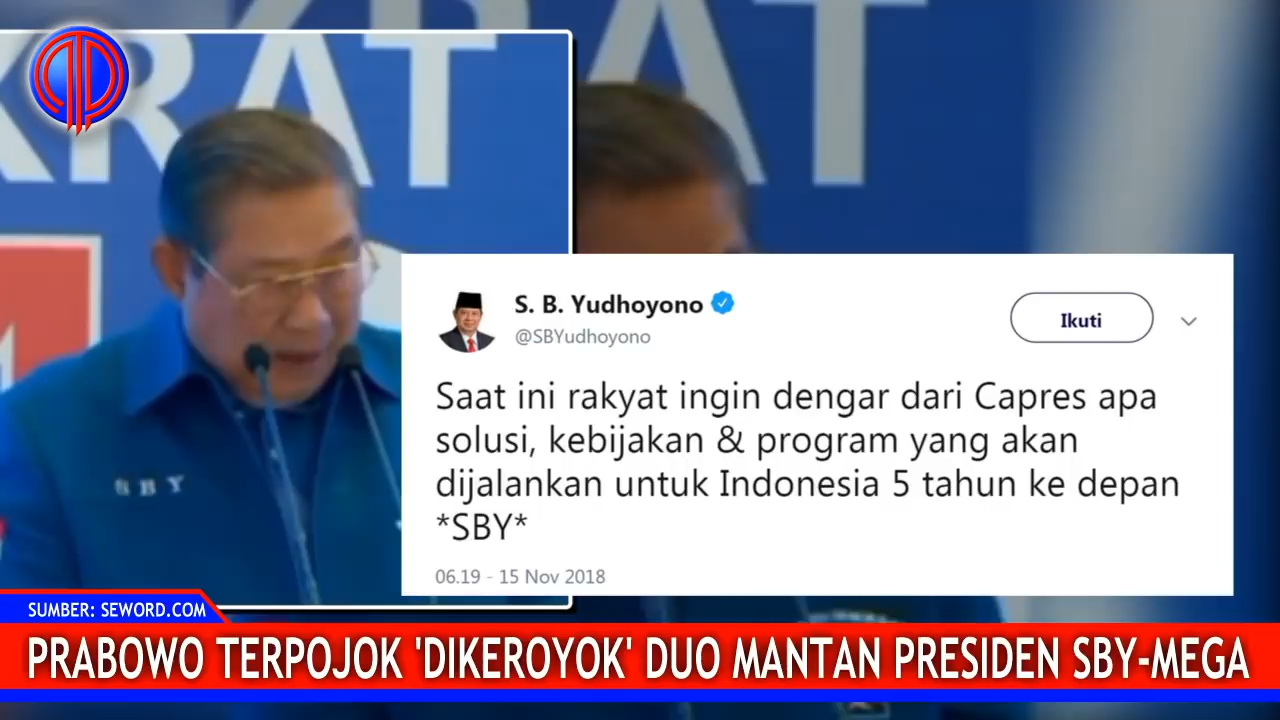 KRAT
AT
S. B. Yudhoyono
@SBYudhoyono
Ikuti
Saat ini rakyat ingin dengar dari Capres apa
solusi, kebijakan & program yang akan
dijalankan untuk Indonesia 5 tahun ke depan
*SBY*
06.19 - 15 Nov 2018
SBY
SUMBER: SEWORD.COM
PRABOWO TERPOJOK 'DIKEROYOK' DUO MANTAN PRESIDEN SBY-MEGA